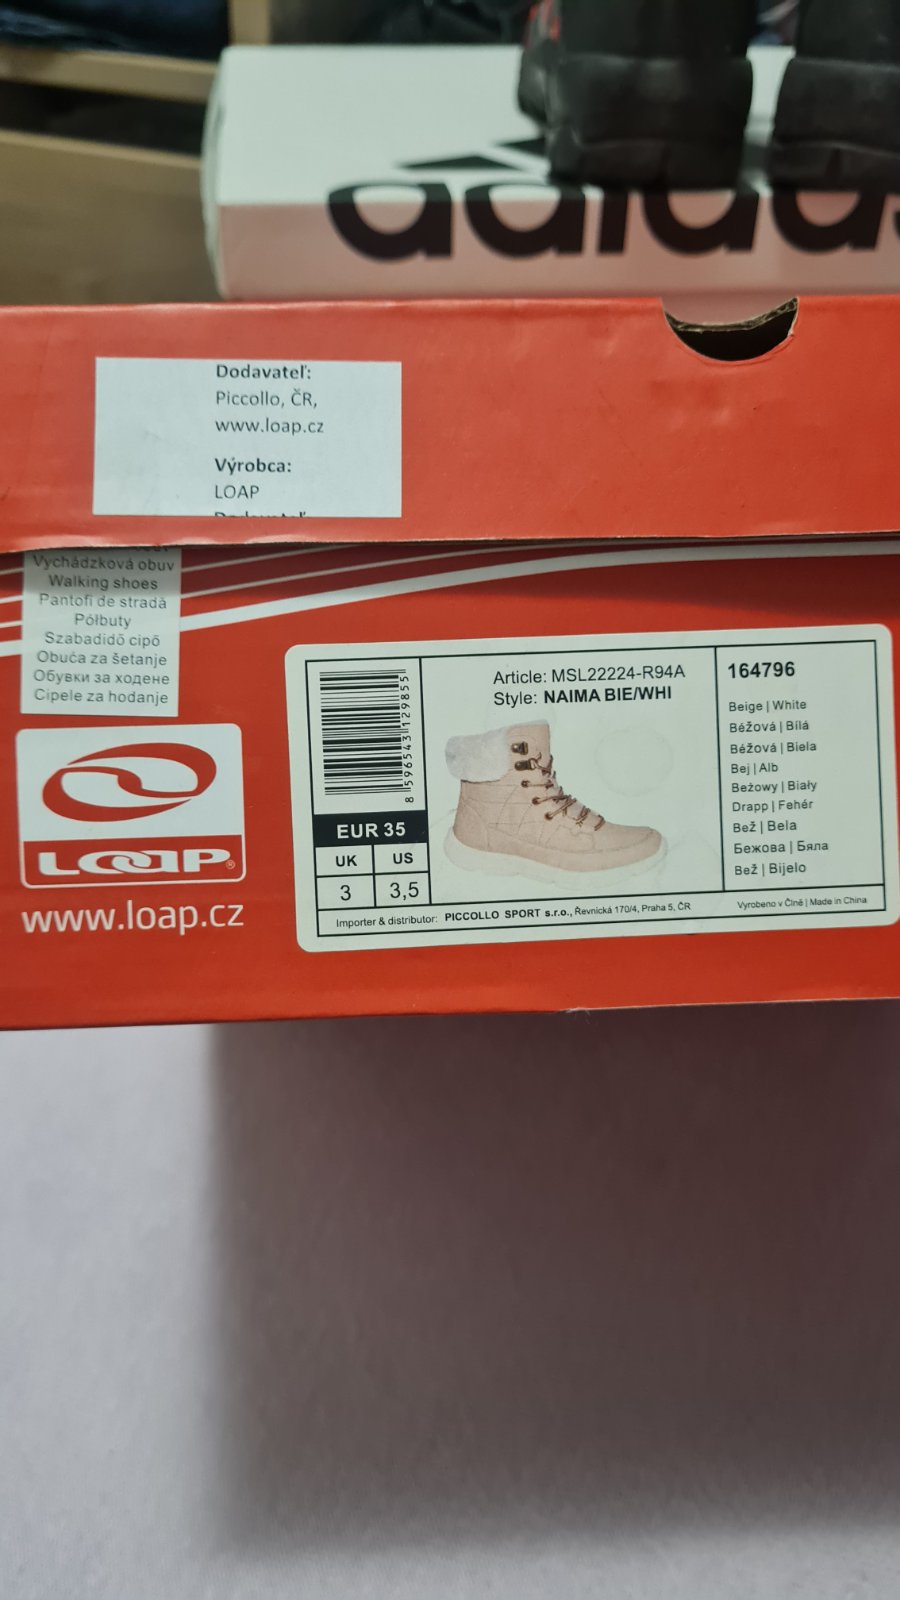 adidas
Dodavateľ:
Piccollo, ČR,
www.loap.cz
Výrobca:
LOAP
Vychádzková obuv
Walking shoes
Pantofi de stradă
Półbuty
Szabadidő cipő
Obuća za šetanje
Обувки за ходене
Cipele za hodanje
LOAP®
www.loap.cz
8 596543 129855
EUR 35
UK US
3 3,5
Article: MSL22224-R94A
Style: NAIMA BIE/WHI
164796
Beige | White
Béžová | Bílá
Béžová | Biela
Bej | Alb
Beżowy | Biały
Drapp | Fehér
Bež | Bela
Бежова | Бяла
Bež | Bijelo
Importer & distributor: PICCOLLO SPORT s.r.o., Řevnická 170/4, Praha 5, ČR
Vyrobeno v Číně | Made in China